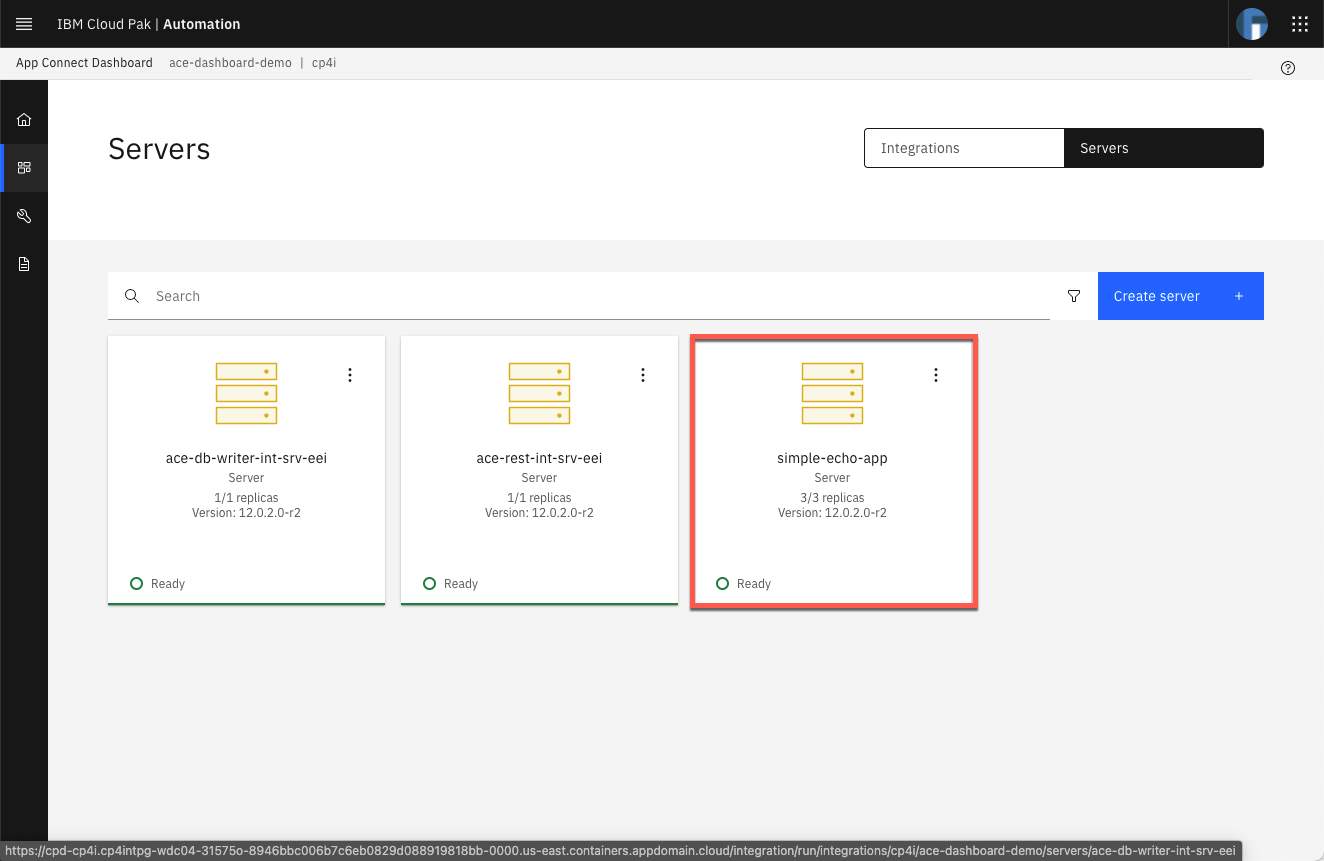 IBM Cloud Pak | Automation
App Connect Dashboard ace-dashboard-demo | cp4i
Servers
Integrations
Servers
Search
Create server +
ace-db-writer-int-srv-eei
Server
1/1 replicas
Version: 12.0.2.0-r2
Ready
ace-rest-int-srv-eei
Server
1/1 replicas
Version: 12.0.2.0-r2
Ready
simple-echo-app
Server
3/3 replicas
Version: 12.0.2.0-r2
Ready
https://cpd-cp4i.cp4intpg-wdc04-31575o-8946bbc006b7c6eb0829d088919818bb-0000.us-east.containers.appdomain.cloud/integration/run/integrations/cp4i/ace-dashboard-demo/servers/ace-db-writer-int-srv-eei